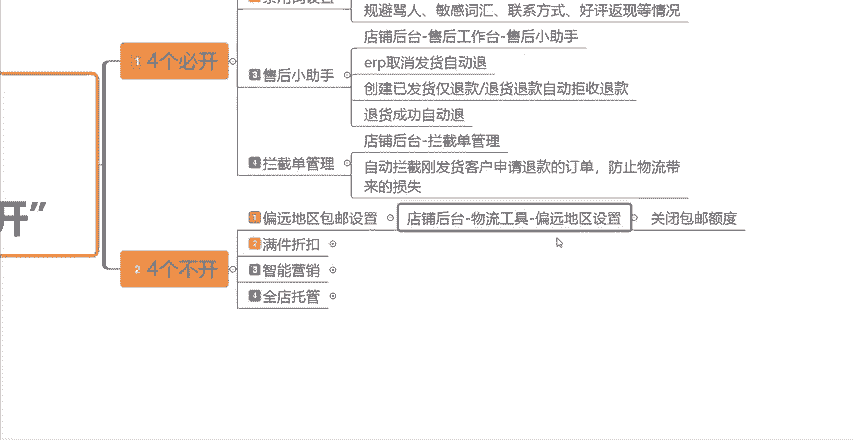 规避骂人、敏感词汇、联系方式、好评返现等情况
1 4个必开
店铺后台-售后工作台-售后小助手
erp取消发货自动退
3 售后小助手
创建已发货仅退款/退货退款自动拒收退款
退货成功自动退
店铺后台-拦截单管理
4 拦截单管理
自动拦截刚发货客户申请退款的订单，防止物流带
来的损失
开”
1 偏远地区包邮设置
店铺后台-物流工具-偏远地区设置
关闭包邮额度
2 4个不开
2 满件折扣
3 智能营销
4 全店托管